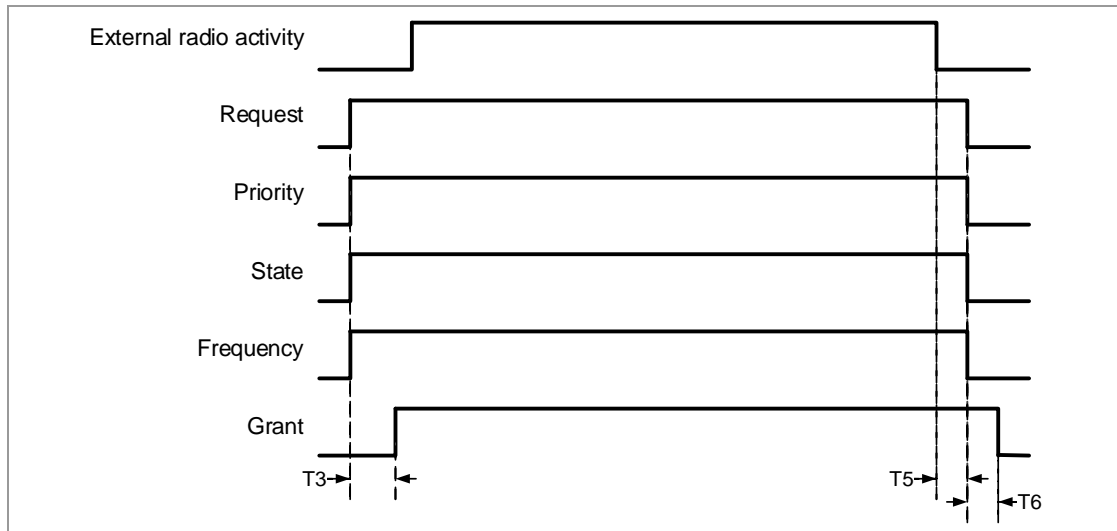 External radio activity
Request
Priority
State
Frequency
Grant
T3
T5
T6